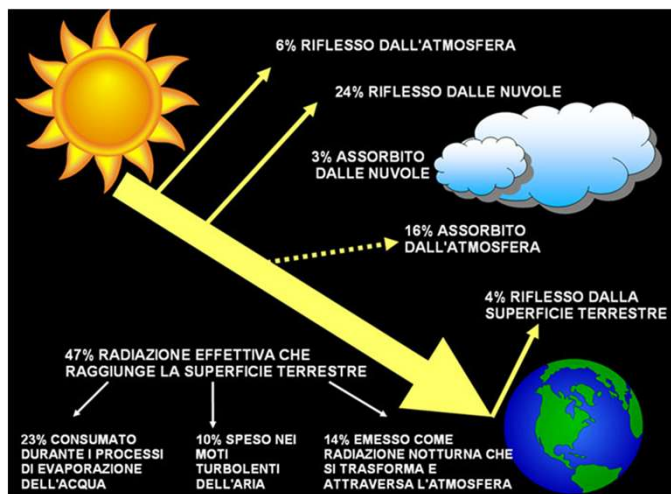 6% RIFLESSO DALL'ATMOSFERA
24% RIFLESSO DALLE NUVOLE
3% ASSORBITO
DALLE NUVOLE
16% ASSORBITO
DALL'ATMOSFERA
4% RIFLESSO DALLA
SUPERFICIE TERRESTRE
47% RADIAZIONE EFFETTIVA CHE
RAGGIUNGE LA SUPERFICIE TERRESTRE
23% CONSUMATO
DURANTE I PROCESSI
DI EVAPORAZIONE
DELL'ACQUA
10% SPESO NEI
MOTI
TURBOLENTI
DELL'ARIA
14% EMESSO COME
RADIAZIONE NOTTURNA CHE
SI TRASFORMA E
ATTRAVERSA L'ATMOSFERA